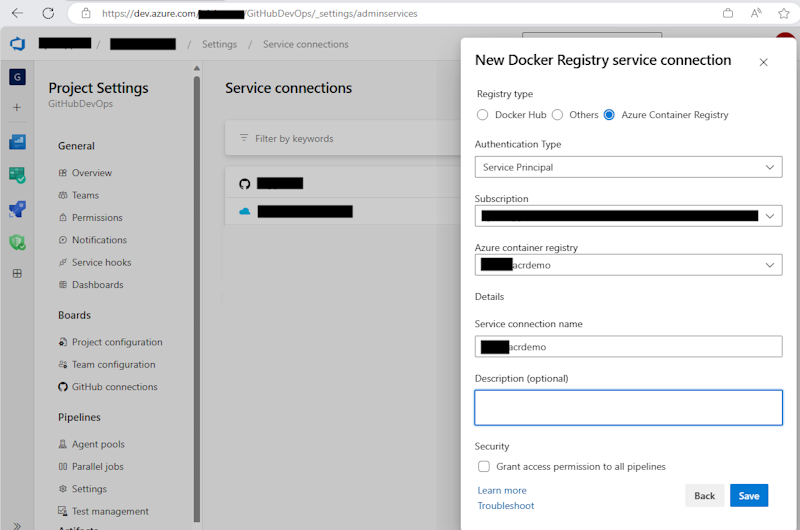 https://dev.azure.com/ /GitHubDevOps/_settings/adminservices
/ / Settings / Service connections
G
Project Settings
GitHubDevOps
General
Overview
Teams
Permissions
Notifications
Service hooks
Dashboards
Boards
Project configuration
Team configuration
GitHub connections
Pipelines
Agent pools
Parallel jobs
Settings
Test management
Artifacts
Service connections
Filter by keywords
New Docker Registry service connection
Registry type
Docker Hub Others Azure Container Registry
Authentication Type
Service Principal
Subscription
Azure container registry
acrdemo
Details
Service connection name
acrdemo
Description (optional)
Security
Grant access permission to all pipelines
Learn more
Troubleshoot
Back Save